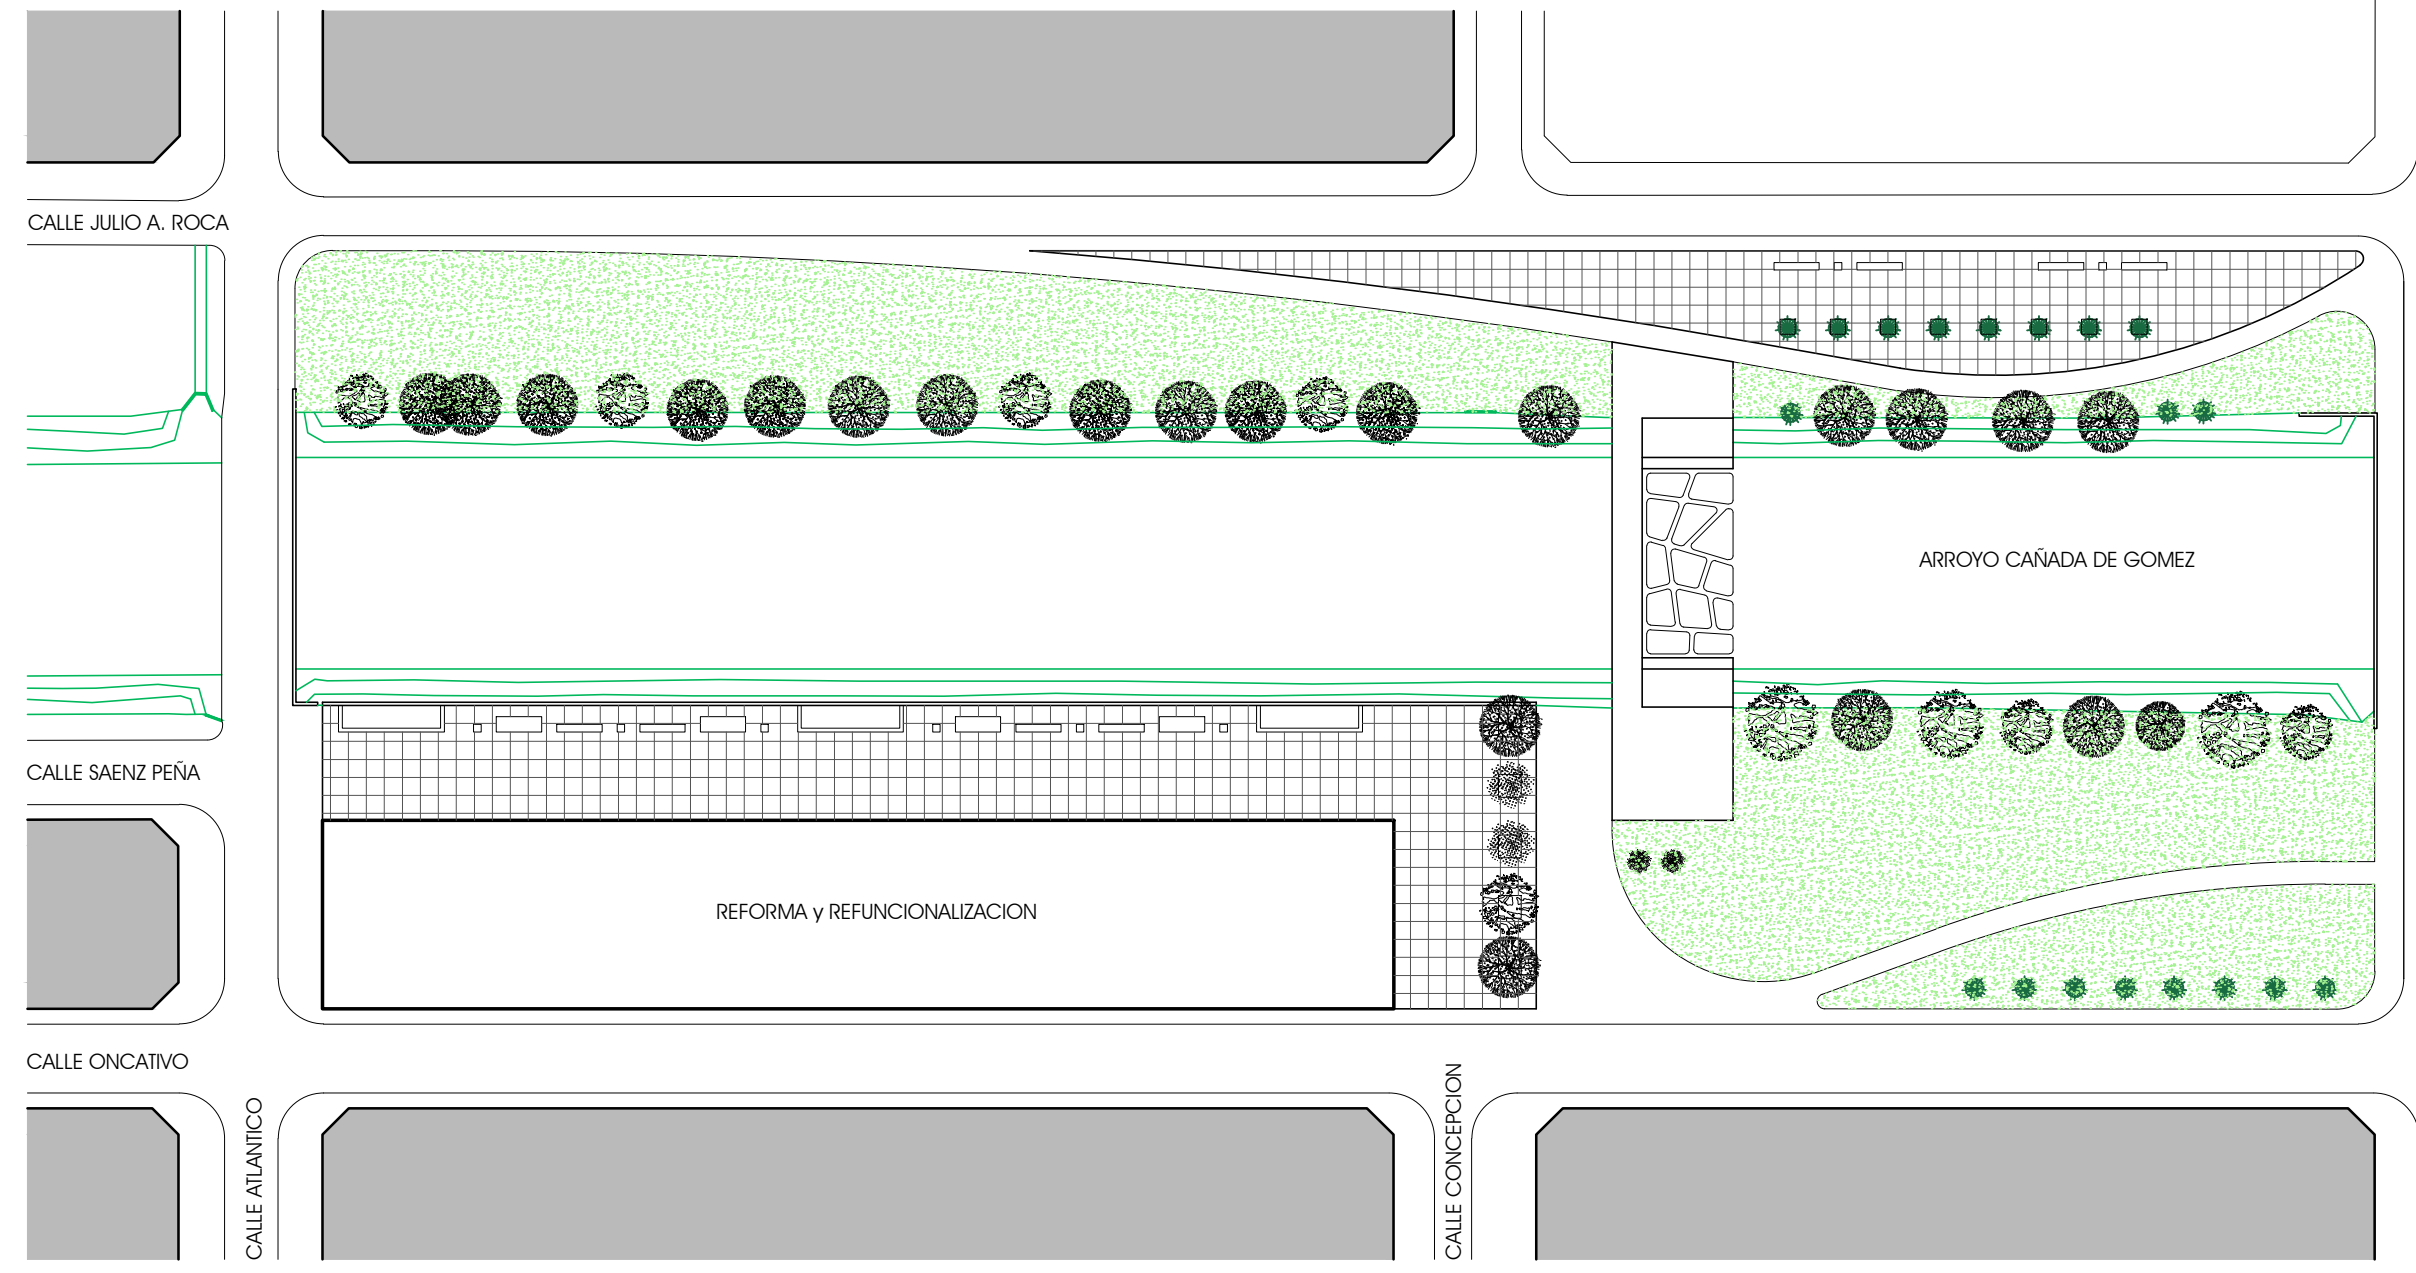 CALLE JULIO A. ROCA
ARROYO CAÑADA DE GOMEZ
CALLE SAENZ PEÑA
REFORMA y REFUNCIONALIZACION
CALLE ONCATIVO
CALLE ATLANTICO
CALLE CONCEPCION